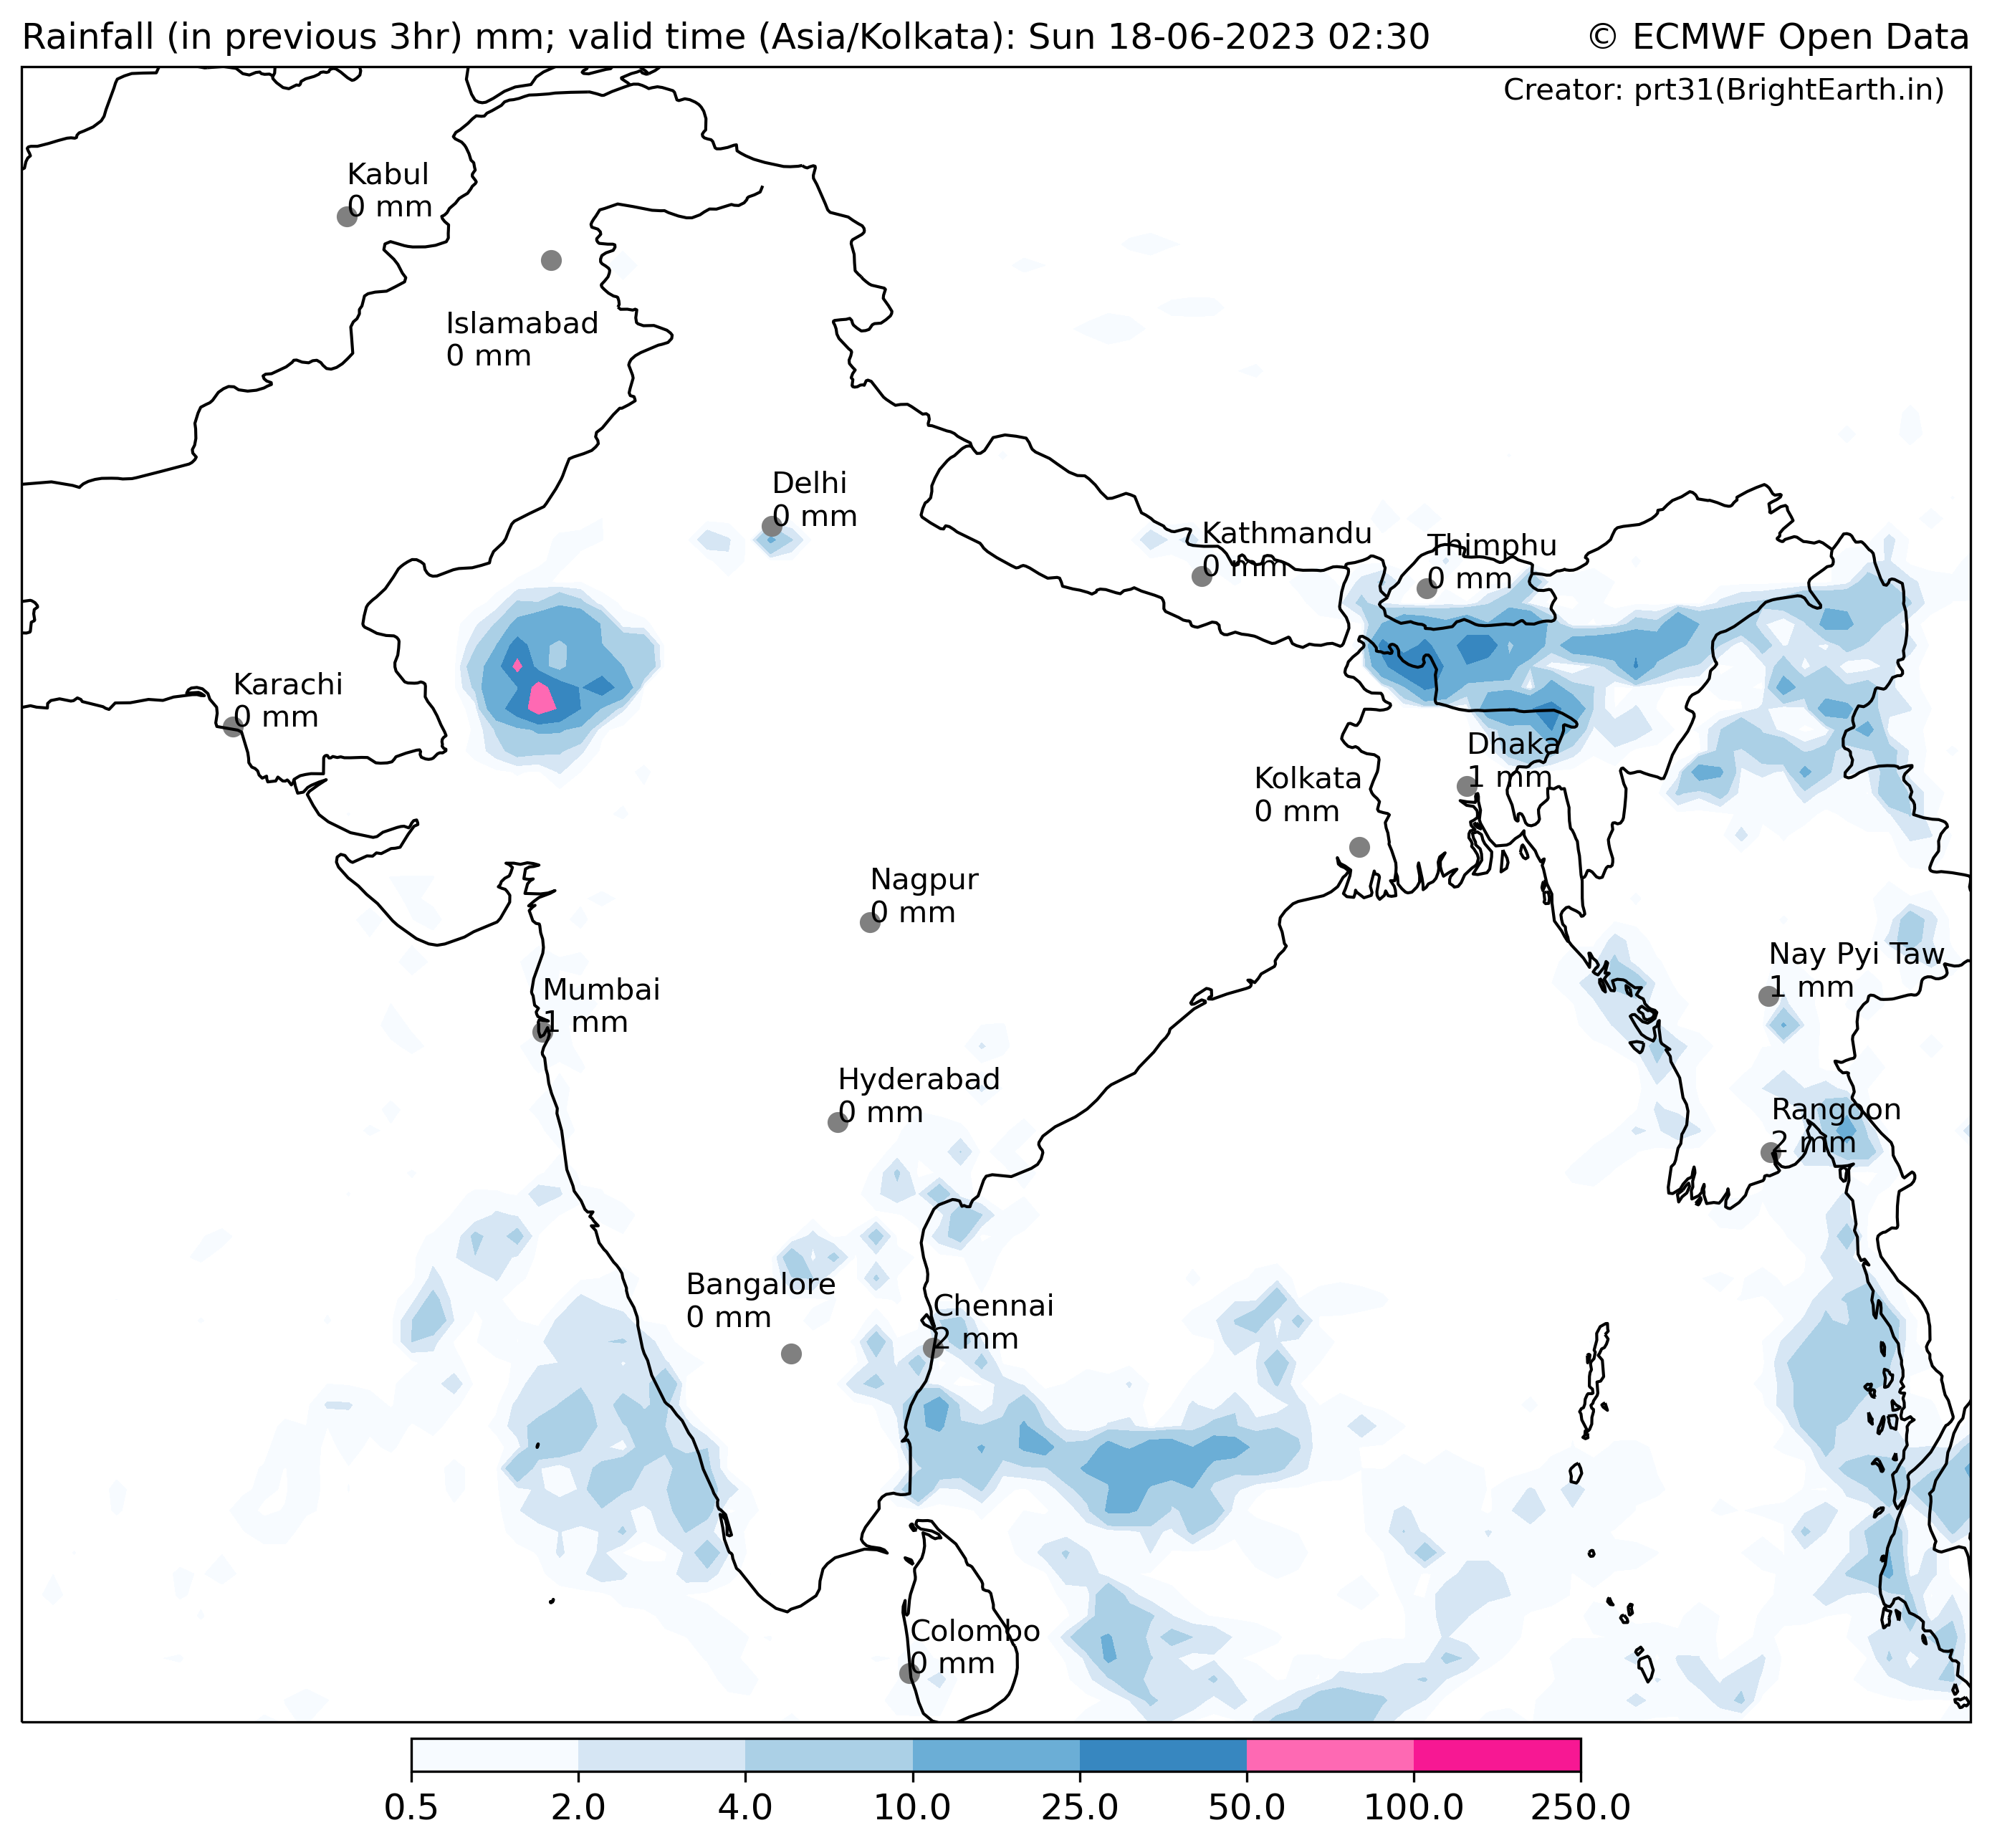 Rainfall (in previous 3hr) mm; valid time (Asia/Kolkata): Sun 18-06-2023 02:30
© ECMWF Open Data
Creator: prt31(BrightEarth.in)
Kabul
0 mm
Islamabad
0 mm
Delhi
0 mm
Kathmandu
0 mm
Thimphu
0 mm
Karachi
0 mm
Dhaka
1 mm
Kolkata
0 mm
Nagpur
0 mm
Nay Pyi Taw
1 mm
Mumbai
1 mm
Hyderabad
0 mm
Rangoon
2 mm
Bangalore
0 mm
Chennai
2 mm
Colombo
0 mm
0.5 2.0 4.0 10.0 25.0 50.0 100.0 250.0